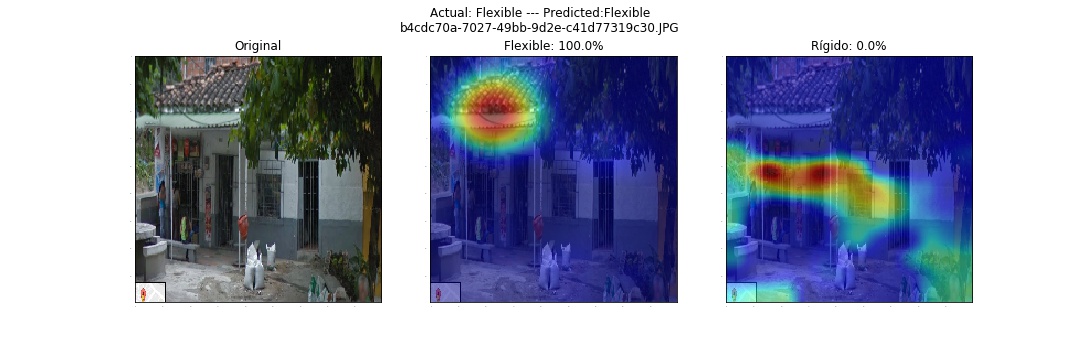 Actual: Flexible --- Predicted:Flexible
b4cdc70a-7027-49bb-9d2e-c41d77319c30.JPG
Original
Flexible: 100.0%
Rígido: 0.0%